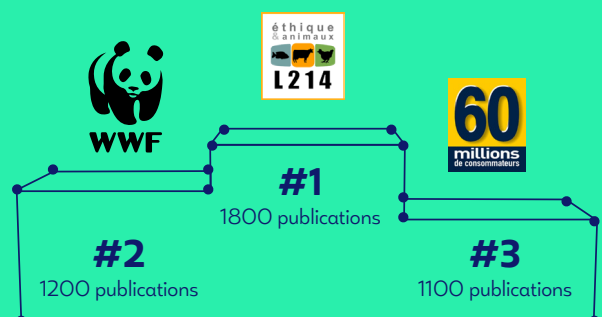 éthique
& animaux
L214
WWF
60
millions
de consommateurs
#1
1800 publications
#2
1200 publications
#3
1100 publications